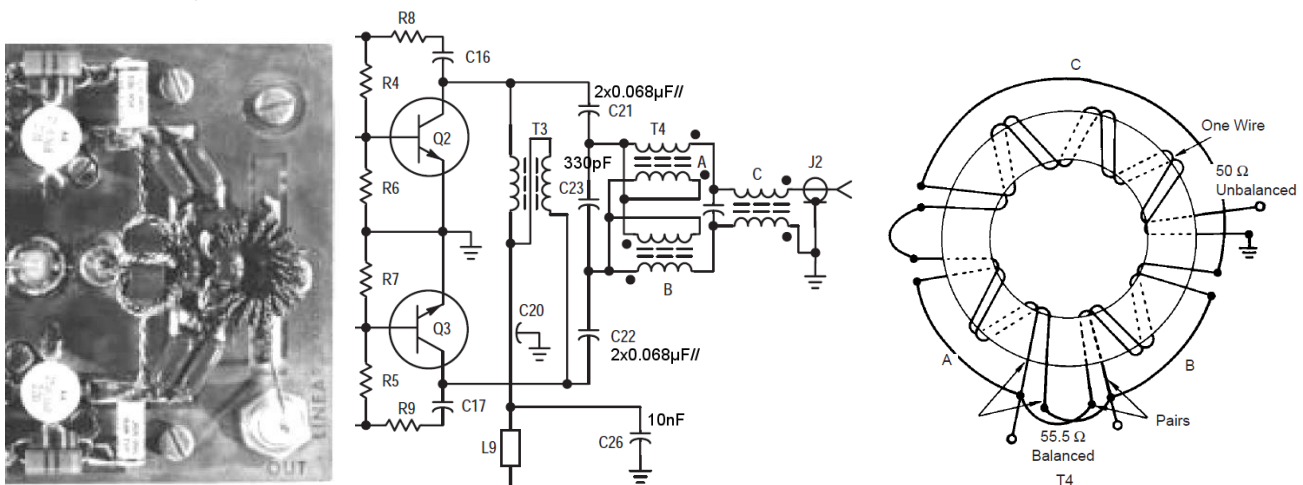 R8
C16
R4
Q2
R6
R7
Q3
R5
R9
C17
2x0.068µF//
C21
T3
T4
330pF
C23
A
C
J2
B
C20
C22
2x0.068µF//
10nF
L9
C26
LINEAR
OUT
C
One Wire
50 Ω
Unbalanced
A
B
Pairs
55.5 Ω
Balanced
T4